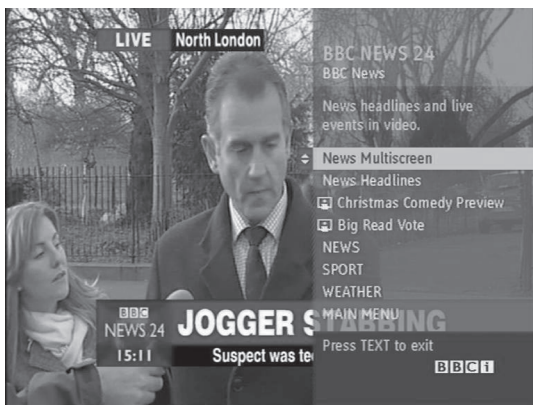 LIVE North London
BBC NEWS 24
BBC News
News headlines and live
events in video.
News Multiscreen
News Headlines
Christmas Comedy Preview
Big Read Vote
NEWS
SPORT
WEATHER
MAIN MENU
Press TEXT to exit
BBCi
BBC
NEWS 24
15:11
JOGGER STABBING
Suspect was